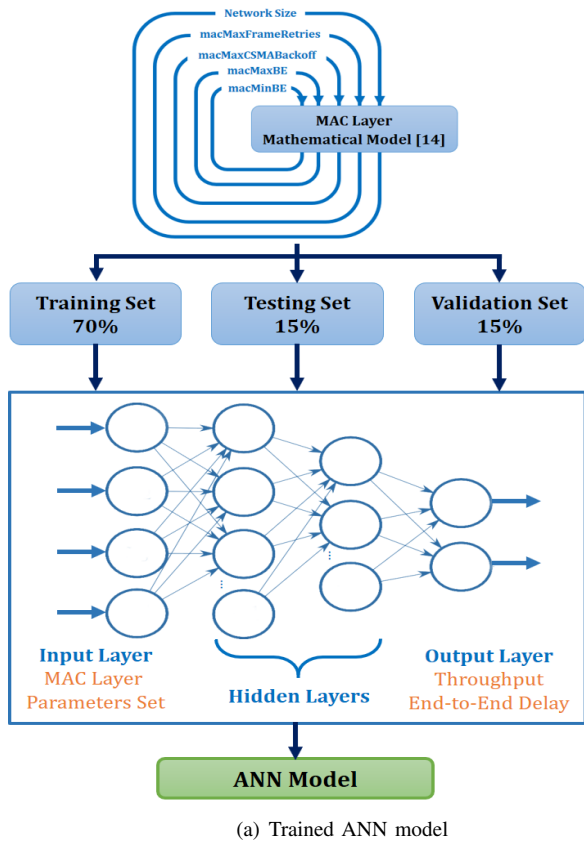 Network Size
macMaxFrameRetries
macMaxCSMABackoff
macMaxBE
macMinBE
MAC Layer
Mathematical Model [14]
Training Set
70%
Testing Set
15%
Validation Set
15%
Input Layer
MAC Layer
Parameters Set
Hidden Layers
Output Layer
Throughput
End-to-End Delay
ANN Model
(a) Trained ANN model